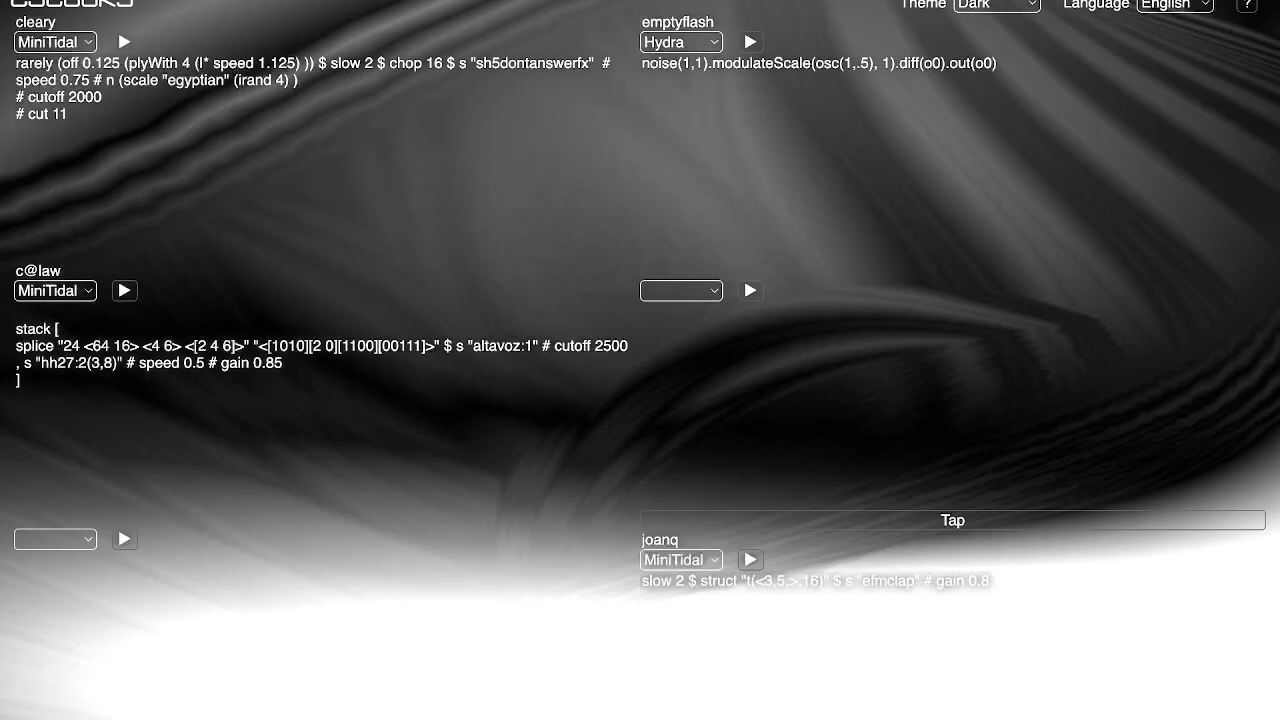 Theme Dark Language English ?
cleary
MiniTidal
rarely (off 0.125 (plyWith 4 (|* speed 1.125) )) $ slow 2 $ chop 16 $ s "sh5dontanswerfx" #
speed 0.75 # n (scale "egyptian" (irand 4) )
# cutoff 2000
# cut 11
emptyflash
Hydra
noise(1,1).modulateScale(osc(1,.5), 1).diff(o0).out(o0)
c@law
MiniTidal
stack [
splice "24 <64 16> <4 6> <[2 4 6]>" "<[1010][2 0][1100][00111]>" $ s "altavoz:1" # cutoff 2500
, s "hh27:2(3,8)" # speed 0.5 # gain 0.85
]
Tap
joanq
MiniTidal
slow 2 $ struct "t(<3,5,>,16)" $ s "efmclap" # gain 0.8